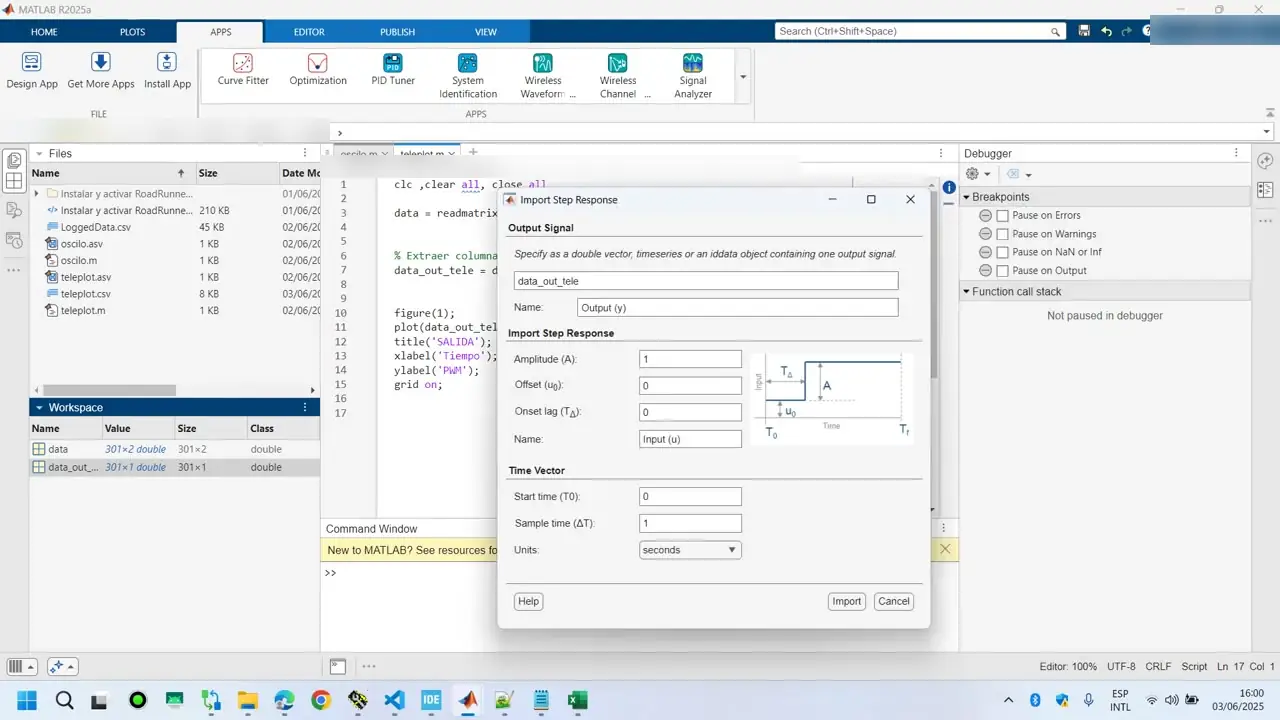 MATLAB R2025a
HOME PLOTS APPS EDITOR PUBLISH VIEW
Search (Ctrl+Shift+Space)
Design App Get More Apps Install App
Curve Fitter Optimization PID Tuner System Identification Wireless Waveform ... Wireless Channel ... Signal Analyzer
FILE APPS
Files
Name Size Date Mo
Instalar y activar RoadRunne... 01/06/20
Instalar y activar RoadRunne... 210 KB 01/06/20
LoggedData.csv 45 KB 02/06/20
oscilo.asv 1 KB 02/06/20
oscilo.m 1 KB 02/06/20
teleplot.asv 1 KB 02/06/20
teleplot.csv 8 KB 03/06/20
teleplot.m 1 KB 02/06/20
Workspace
Name Value Size Class
data 301×2 double 301×2 double
data_out_... 301×1 double 301×1 double
oscilo.m teleplot.m
1 clc ,clear all, close all
2
3 data = readmatrix
4
5
6 % Extraer columna
7 data_out_tele = d
8
9
10 figure(1);
11 plot(data_out_tel
12 title('SALIDA');
13 xlabel('Tiempo');
14 ylabel('PWM');
15 grid on;
16
17
Command Window
New to MATLAB? See resources fo
>>
Import Step Response
Output Signal
Specify as a double vector, timeseries or an iddata object containing one output signal.
data_out_tele
Name: Output (y)
Import Step Response
Amplitude (A): 1
Offset (u0): 0
Onset lag (TΔ): 0
Name: Input (u)
Input TΔ A u0 Time T0 Tf
Time Vector
Start time (T0): 0
Sample time (ΔT): 1
Units: seconds
Help Import Cancel
Debugger
Breakpoints
Pause on Errors
Pause on Warnings
Pause on NaN or Inf
Pause on Output
Function call stack
Not paused in debugger
Editor: 100% UTF-8 CRLF Script Ln 17 Col 1
PID
IDE
ESP
INTL
16:00
03/06/2025